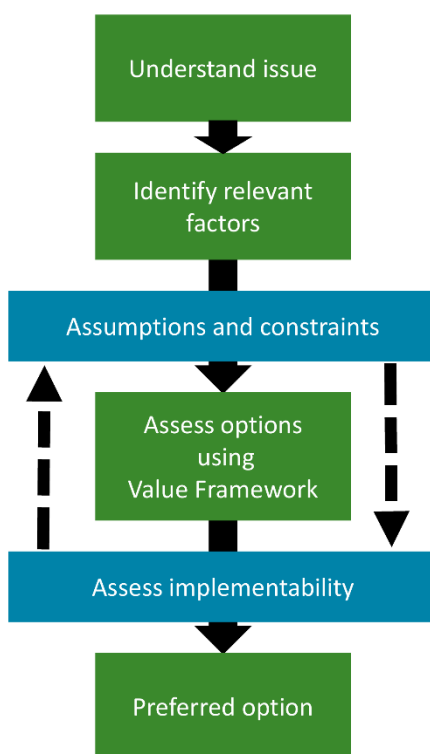 Understand issue
Identify relevant
factors
Assumptions and constraints
Assess options
using
Value Framework
Assess implementability
Preferred option